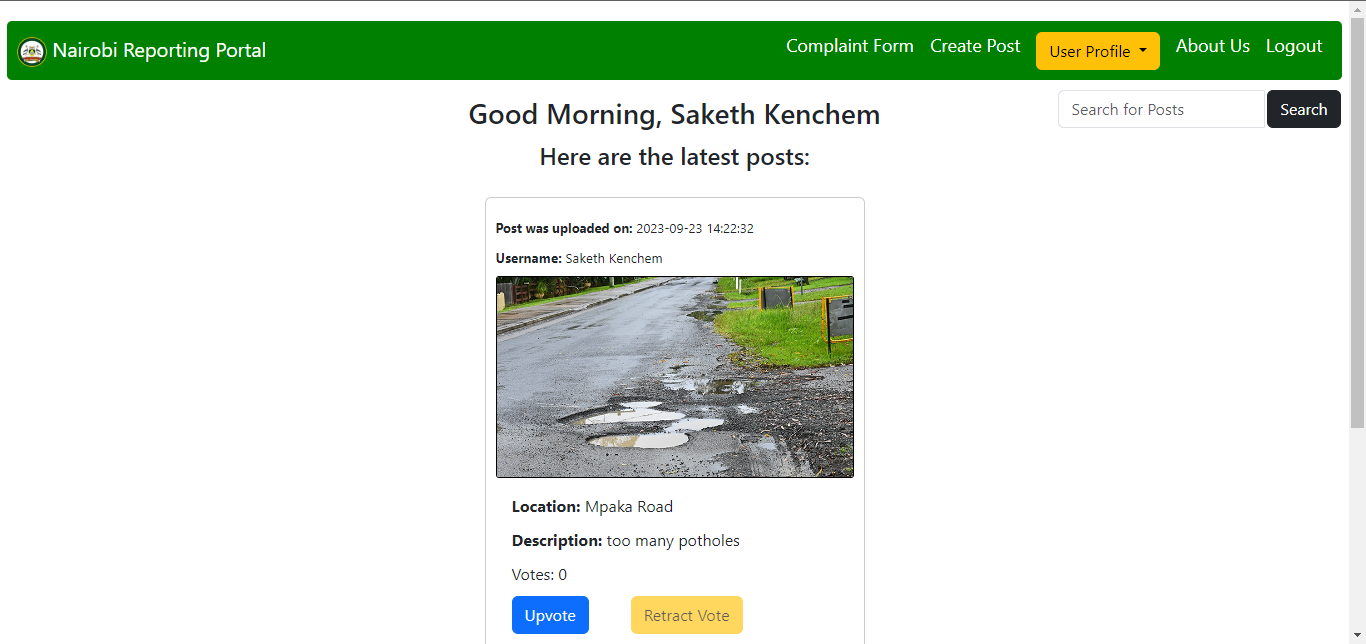 Nairobi Reporting Portal
Complaint Form Create Post User Profile About Us Logout
Search for Posts Search
Good Morning, Saketh Kenchem
Here are the latest posts:
Post was uploaded on: 2023-09-23 14:22:32
Username: Saketh Kenchem
Location: Mpaka Road
Description: too many potholes
Votes: 0
Upvote Retract Vote